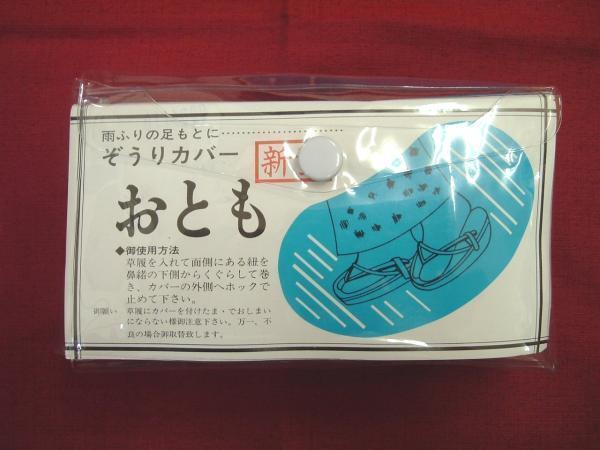 雨ふりの足もとに……………………
ぞうりカバー
新
おとも
◆御使用方法
草履を入れて面側にある紐を
鼻緒の下側からくぐらして巻
き、カバーの外側へホックで
止めて下さい。
御願い 草履にカバーを付けたまゝでおしまい
にならない様御注意下さい。万一、不
良の場合御取替致します。